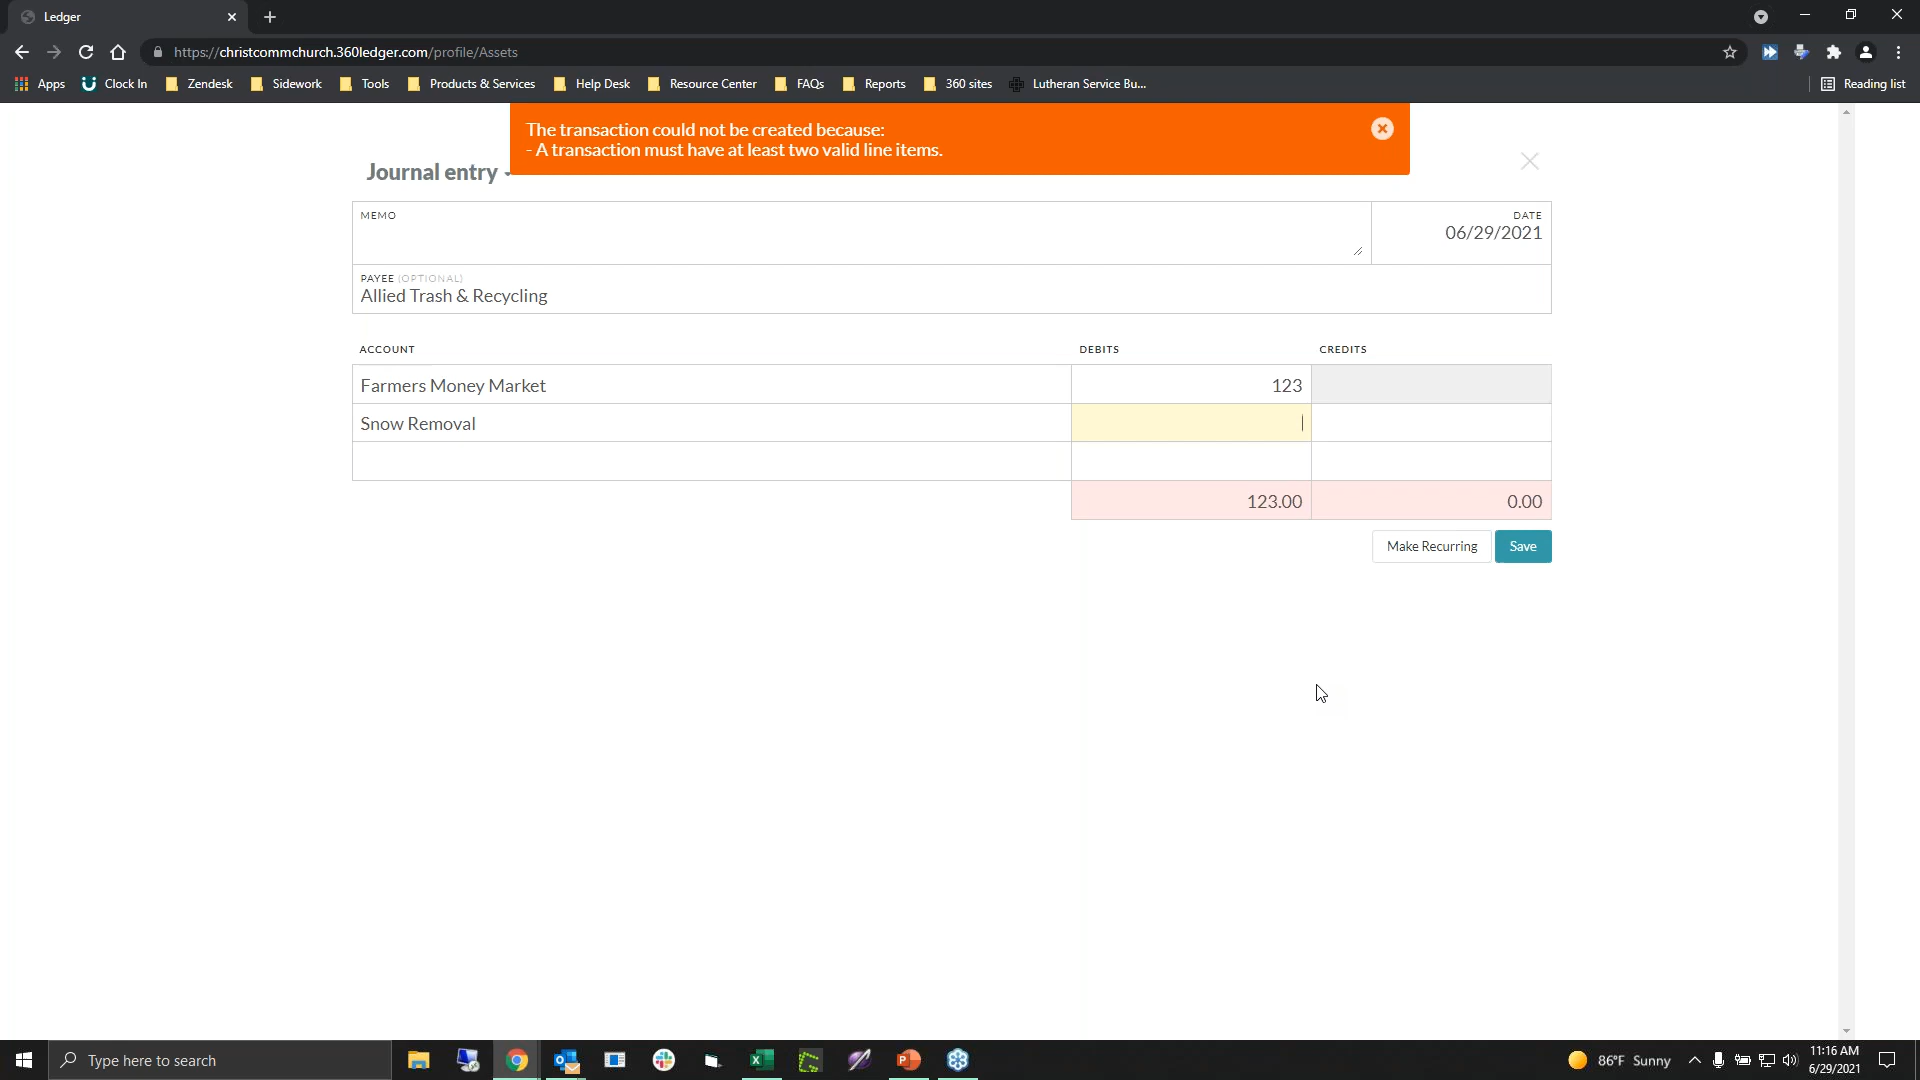 Ledger
https://christcommchurch.360ledger.com/profile/Assets
Apps Clock In Zendesk Sidework Tools Products & Services Help Desk Resource Center FAQs Reports 360 sites Lutheran Service Bu... Reading list
The transaction could not be created because:
- A transaction must have at least two valid line items.
Journal entry
MEMO DATE
06/29/2021
PAYEE (OPTIONAL)
Allied Trash & Recycling
ACCOUNT DEBITS CREDITS
Farmers Money Market 123
Snow Removal
123.00 0.00
Make Recurring Save
Type here to search
86°F Sunny
11:16 AM
6/29/2021